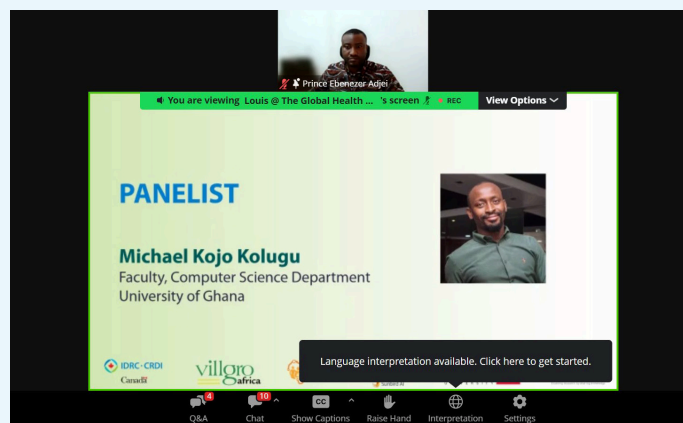 Prince Ebenezer Adjei
You are viewing Louis @ The Global Health ... 's screen
REC
View Options
PANELIST
Michael Kojo Kolugu
Faculty, Computer Science Department
University of Ghana
IDRC · CRDI
Canada
villgro
africa
Sunbird AI
Language interpretation available. Click here to get started.
4
10
CC
Q&A
Chat
Show Captions
Raise Hand
Interpretation
Settings